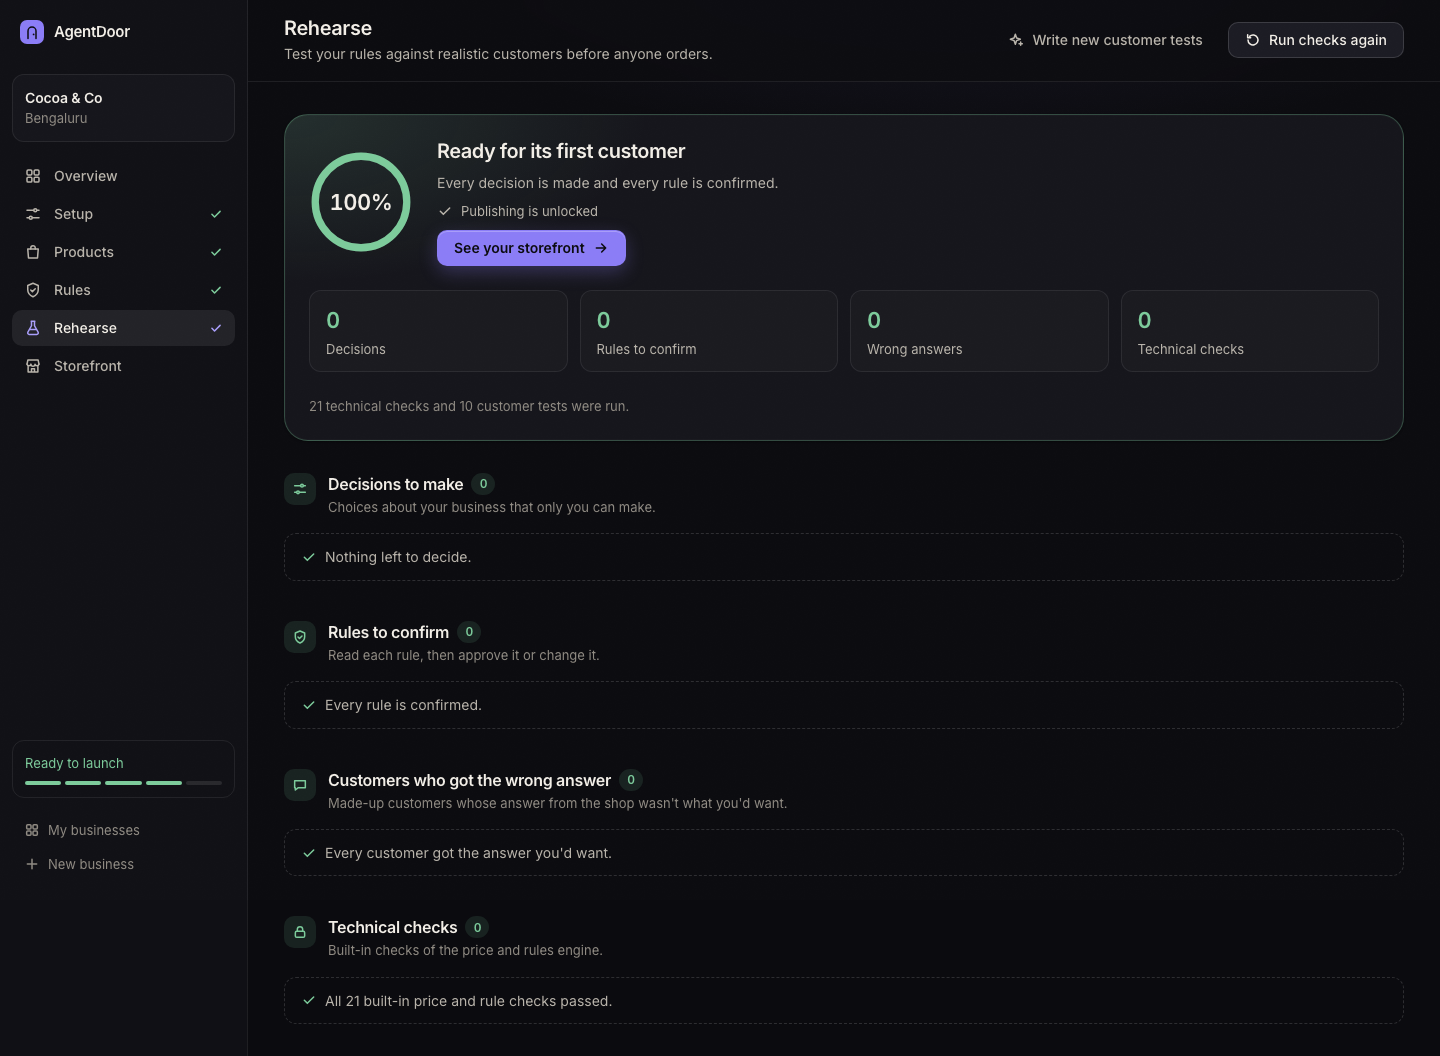 AgentDoor
Cocoa & Co
Bengaluru
Overview
Setup
Products
Rules
Rehearse
Storefront
Ready to launch
My businesses
New business
Rehearse
Test your rules against realistic customers before anyone orders.
Write new customer tests
Run checks again
100%
Ready for its first customer
Every decision is made and every rule is confirmed.
Publishing is unlocked
See your storefront
0
Decisions
0
Rules to confirm
0
Wrong answers
0
Technical checks
21 technical checks and 10 customer tests were run.
Decisions to make 0
Choices about your business that only you can make.
Nothing left to decide.
Rules to confirm 0
Read each rule, then approve it or change it.
Every rule is confirmed.
Customers who got the wrong answer 0
Made-up customers whose answer from the shop wasn't what you'd want.
Every customer got the answer you'd want.
Technical checks 0
Built-in checks of the price and rules engine.
All 21 built-in price and rule checks passed.